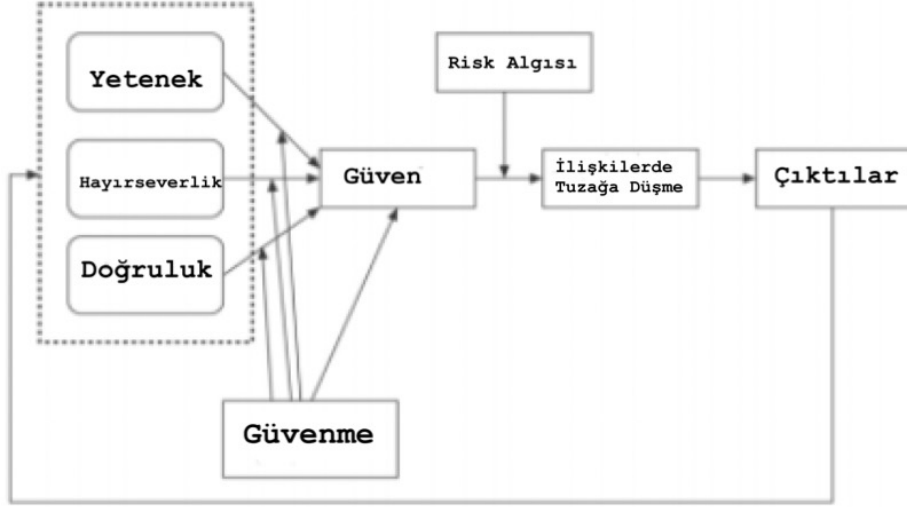 Yetenek
Hayırseverlik
Doğruluk
Güven
Risk Algısı
İlişkilerde
Tuzağa Düşme
Çıktılar
Güvenme